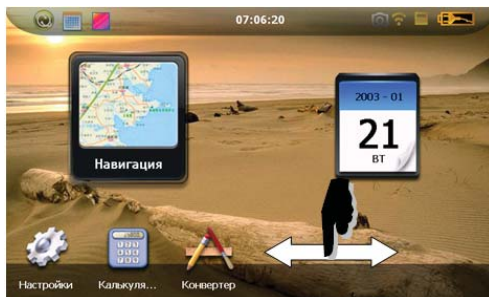 07:06:20
2003 - 01
21
ВТ
Навигация
Настройки
Калькуля...
Конвертер